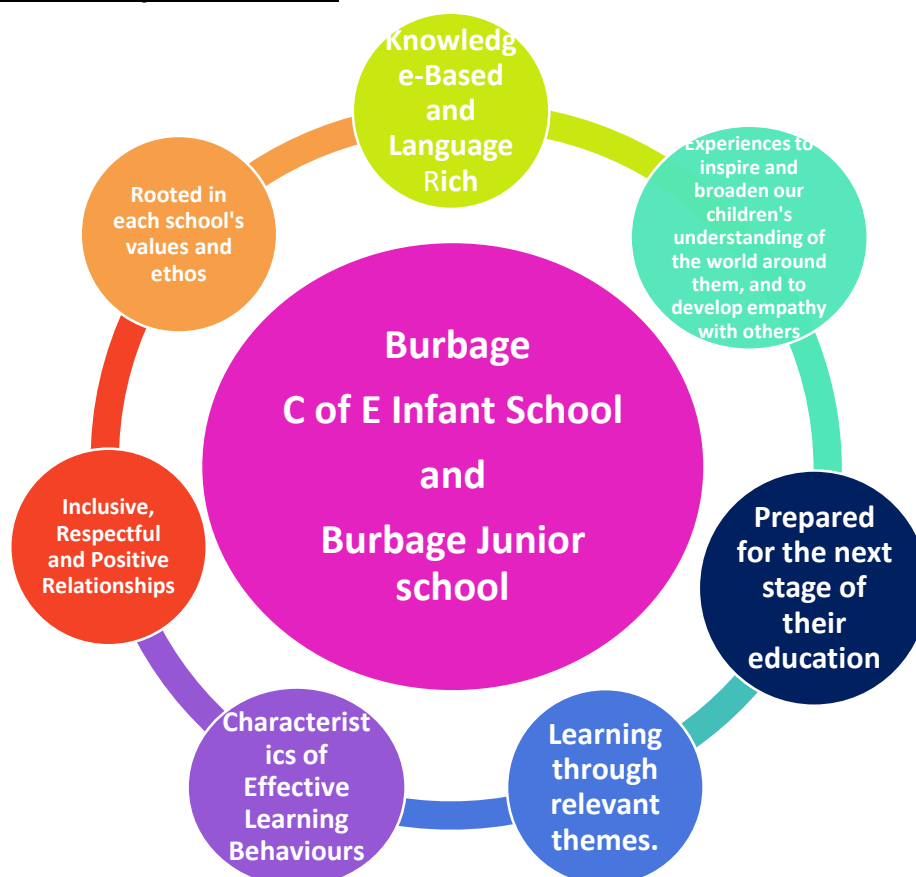 Knowledg
e-Based
and
Language
Rich
Experiences to
inspire and
broaden our
children's
understanding of
the world around
them, and to
develop empathy
with others
Prepared
for the next
stage of
their
education
Learning
through
relevant
themes.
Characterist
ics of
Effective
Learning
Behaviours
Inclusive,
Respectful
and Positive
Relationships
Rooted in
each school's
values and
ethos
Burbage
C of E Infant School
and
Burbage Junior
school